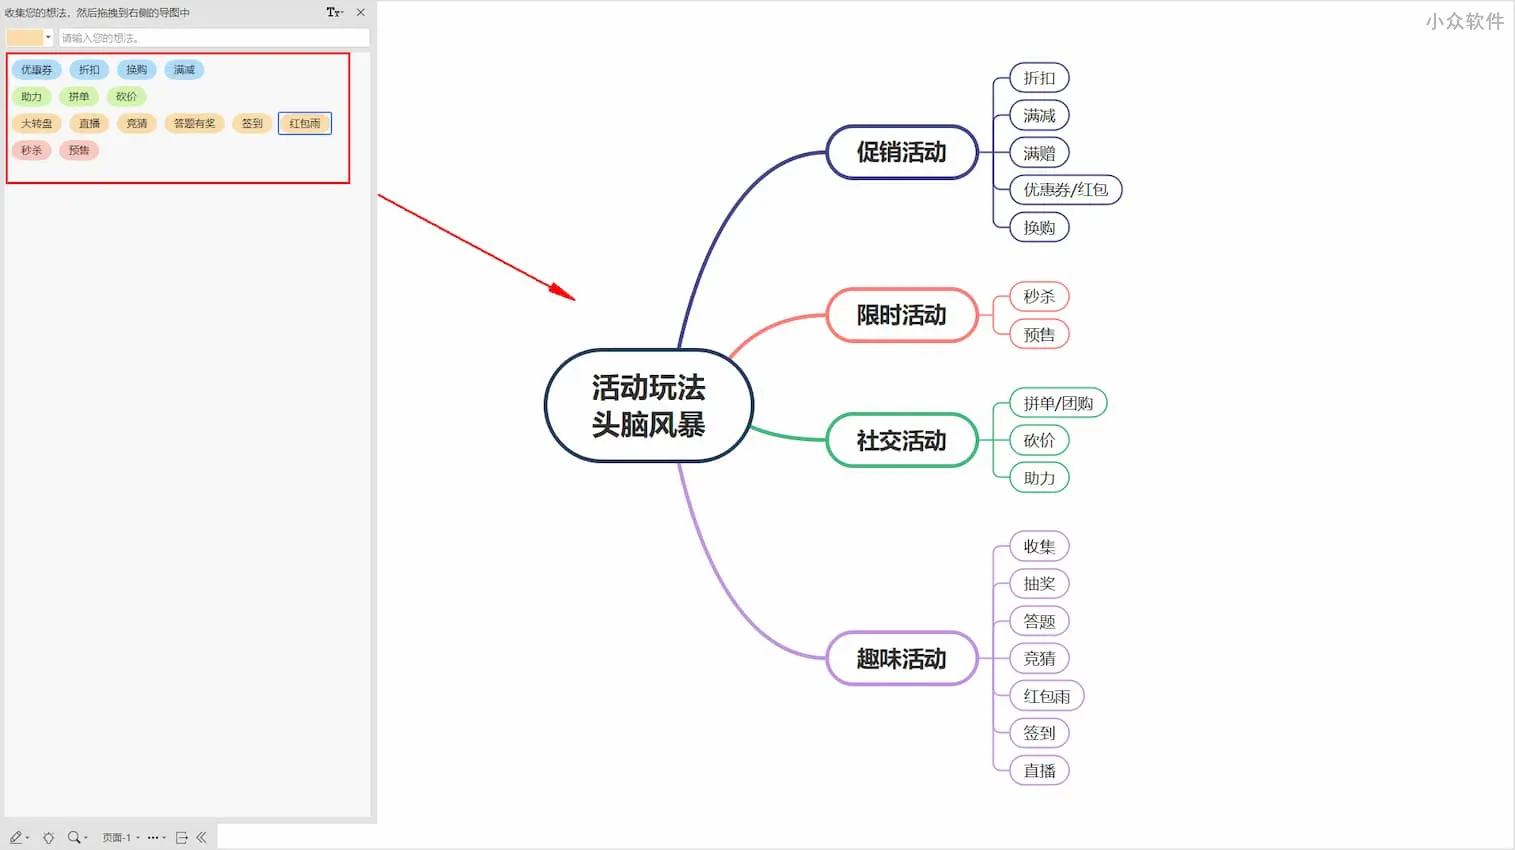 收集您的想法，然后拖拽到右侧的导图中
请输入您的想法。
优惠券 折扣 换购 满减
助力 拼单 砍价
大转盘 直播 竞猜 答题有奖 签到 红包雨
秒杀 预售
小众软件
活动玩法
头脑风暴
促销活动
折扣
满减
满赠
优惠券/红包
换购
限时活动
秒杀
预售
社交活动
拼单/团购
砍价
助力
趣味活动
收集
抽奖
答题
竞猜
红包雨
签到
直播
页面-1